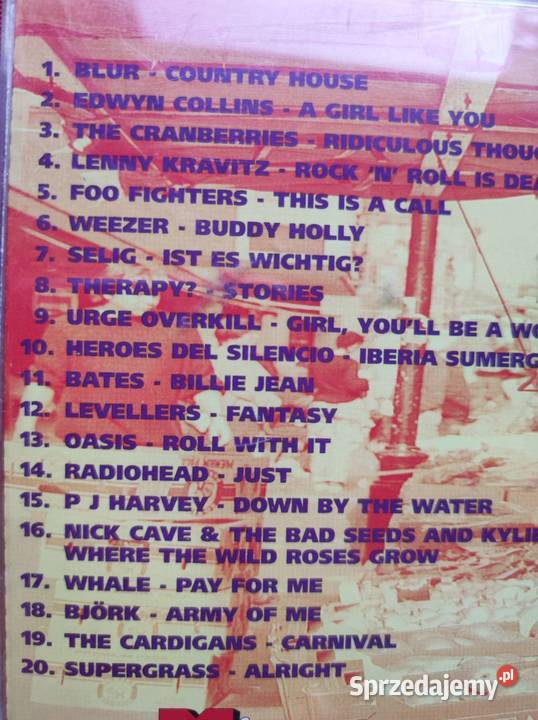 1. BLUR - COUNTRY HOUSE
2. EDWYN COLLINS - A GIRL LIKE YOU
3. THE CRANBERRIES - RIDICULOUS THOUG
4. LENNY KRAVITZ - ROCK 'N' ROLL IS DEA
5. FOO FIGHTERS - THIS IS A CALL
6. WEEZER - BUDDY HOLLY
7. SELIG - IST ES WICHTIG?
8. THERAPY? - STORIES
9. URGE OVERKILL - GIRL, YOU'LL BE A WO
10. HEROES DEL SILENCIO - IBERIA SUMERG
11. BATES - BILLIE JEAN
12. LEVELLERS - FANTASY
13. OASIS - ROLL WITH IT
14. RADIOHEAD - JUST
15. P J HARVEY - DOWN BY THE WATER
16. NICK CAVE & THE BAD SEEDS AND KYLI
WHERE THE WILD ROSES GROW
17. WHALE - PAY FOR ME
18. BJÖRK - ARMY OF ME
19. THE CARDIGANS - CARNIVAL
20. SUPERGRASS - ALRIGHT
Sprzedajemy.pl